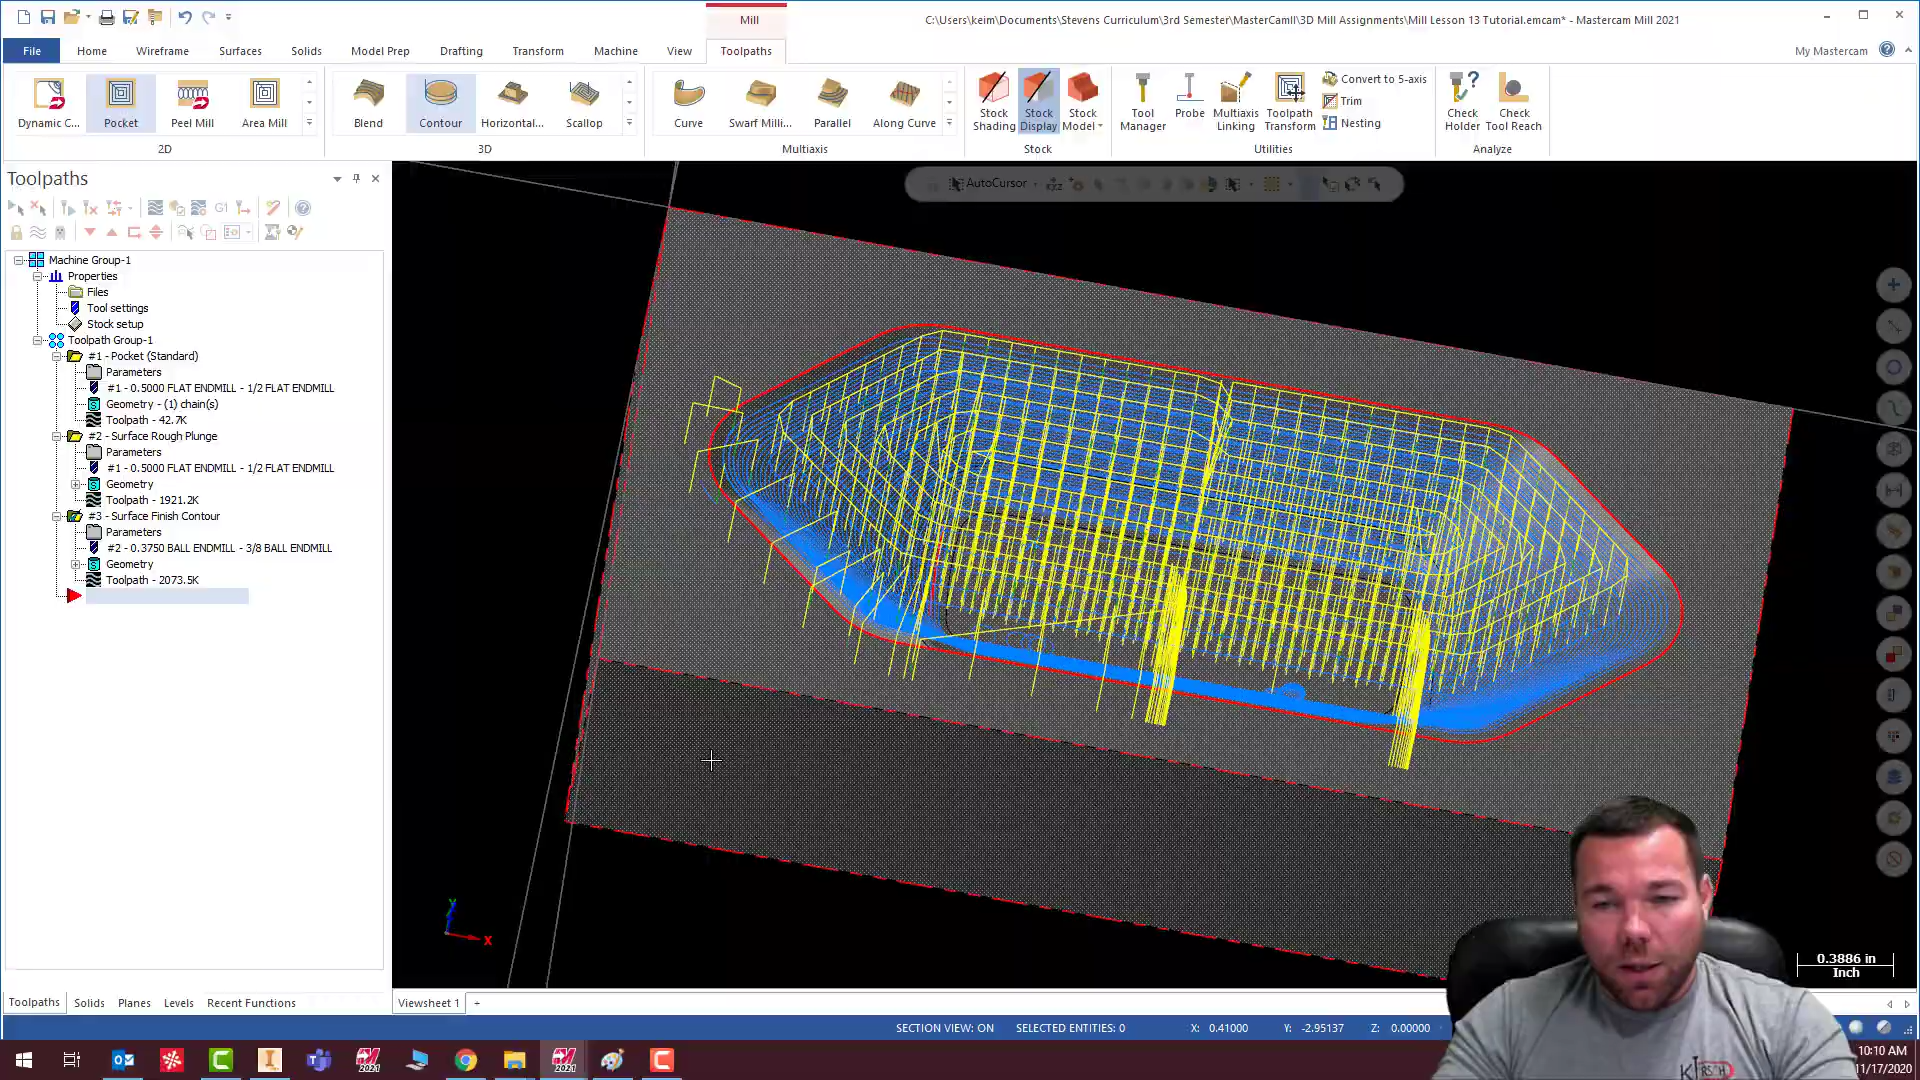 Mill
C:\Users\keim\Documents\Stevens Curriculum\3rd Semester\MasterCamII\3D Mill Assignments\Mill Lesson 13 Tutorial.emcam* - Mastercam Mill 2021
File
Home
Wireframe
Surfaces
Solids
Model Prep
Drafting
Transform
Machine
View
Toolpaths
My Mastercam
Dynamic C...
Pocket
Peel Mill
Area Mill
Blend
Contour
Horizontal...
Scallop
Curve
Swarf Milli...
Parallel
Along Curve
Stock Shading
Stock Display
Stock Model
Tool Manager
Probe
Multiaxis Linking
Toolpath Transform
Convert to 5-axis
Trim
Nesting
Check Holder
Check Tool Reach
2D
3D
Multiaxis
Stock
Utilities
Analyze
Toolpaths
AutoCursor
G1
Machine Group-1
Properties
Files
Tool settings
Stock setup
Toolpath Group-1
#1 - Pocket (Standard)
Parameters
#1 - 0.5000 FLAT ENDMILL - 1/2 FLAT ENDMILL
Geometry - (1) chain(s)
Toolpath - 42.7K
#2 - Surface Rough Plunge
Parameters
#1 - 0.5000 FLAT ENDMILL - 1/2 FLAT ENDMILL
Geometry
Toolpath - 1921.2K
#3 - Surface Finish Contour
Parameters
#2 - 0.3750 BALL ENDMILL - 3/8 BALL ENDMILL
Geometry
Toolpath - 2073.5K
Y
X
0.3886 in
Inch
Toolpaths
Solids
Planes
Levels
Recent Functions
Viewsheet 1
+
SECTION VIEW: ON
SELECTED ENTITIES: 0
X: 0.41000
Y: -2.95137
Z: 0.00000
2021
2021
10:10 AM
11/17/2020